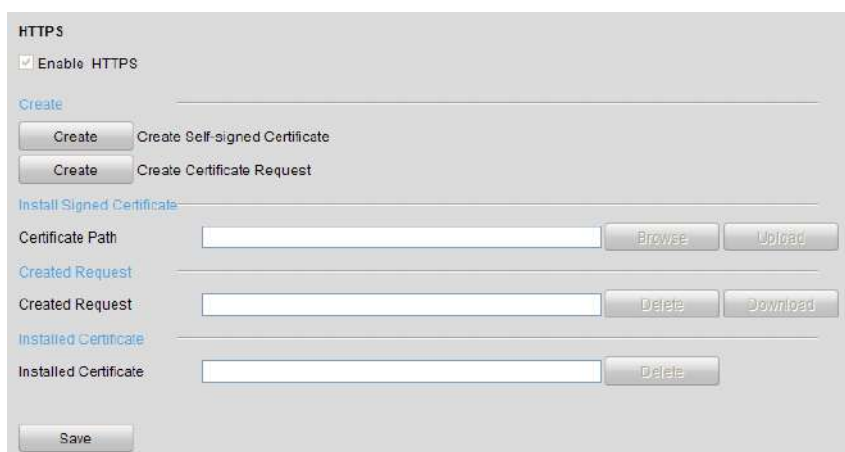 HTTPS
Enable HTTPS
Create
Create Create Self-signed Certificate
Create Create Certificate Request
Install Signed Certificate
Certificate Path Browse Upload
Created Request
Created Request Delete Download
Installed Certificate
Installed Certificate Delete
Save